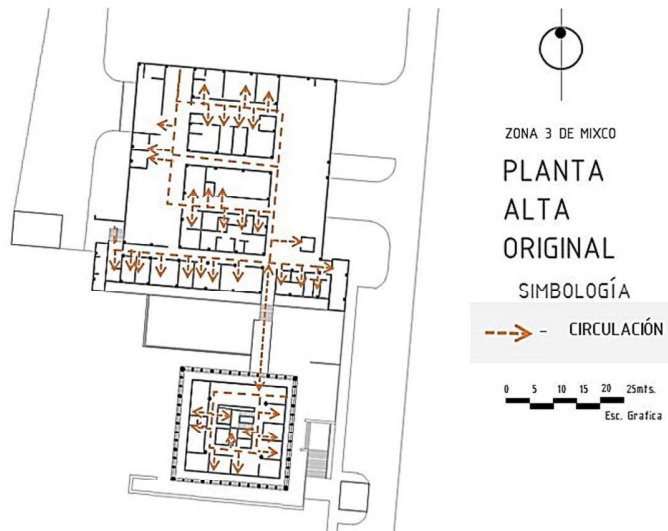 ZONA 3 DE MIXCO
PLANTA
ALTA
ORIGINAL
SIMBOLOGÍA
- CIRCULACIÓN
0 5 10 15 20 25mts.
Esc. Grafica